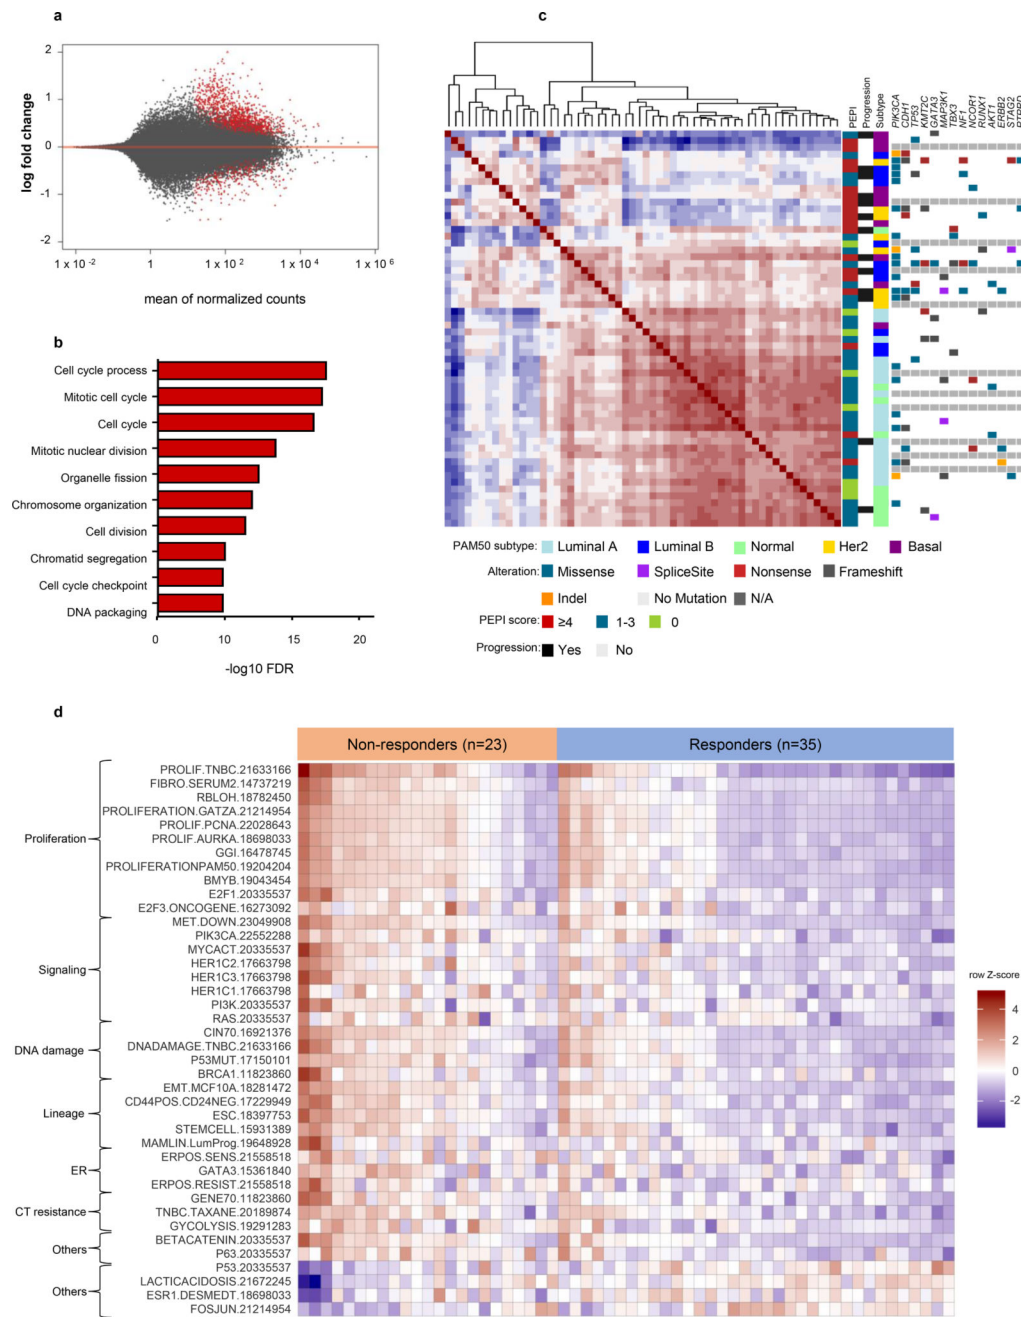 a
log fold change
2
1
0
-1
-2
1 x 10 -2
1
1 x 10 2
1 x 10 4
1 x 10 6
mean of normalized counts
b
Cell cycle process
Mitotic cell cycle
Cell cycle
Mitotic nuclear division
Organelle fission
Chromosome organization
Cell division
Chromatid segregation
Cell cycle checkpoint
DNA packaging
0 10 15 20
-log10 FDR
c
PEPI
Progression
Subtype
PIK3CA
CDH1
TP53
KMT2C
GATA3
MAP3K1
TBX3
NF1
NCOR1
RUNX1
AKT1
ERBB2
STAG2
PAM50 subtype: Luminal A Luminal B Normal Her2 Basal
Alteration: Missense SpliceSite Nonsense Frameshift
Indel No Mutation N/A
PEPI score: ≥4 1-3 0
Progression: Yes No
d
Non-responders (n=23) Responders (n=35)
Proliferation
Signaling
DNA damage
Lineage
ER
CT resistance
Others
Others
PROLIF.TNBC.21633166
FIBRO.SERUM2.14737219
RBLOH.18782450
PROLIFERATION.GATZA.21214954
PROLIF.PCNA.22028643
PROLIF.AURKA.18698033
GGI.16478745
PROLIFERATIONPAM50.19204204
BMYB.19043454
E2F1.20335537
E2F3.ONCOGENE.16273092
MET.DOWN.23049908
PIK3CA.22552288
MYCACT.20335537
HER1C2.17663798
HER1C3.17663798
HER1C1.17663798
PI3K.20335537
RAS.20335537
CIN70.16921376
DNADAMAGE.TNBC.21633166
P53MUT.17150101
BRCA1.11823860
EMT.MCF10A.18281472
CD44POS.CD24NEG.17229949
ESC.18397753
STEMCELL.15931389
MAMLIN.LumProg.19648928
ERPOS.SENS.21558518
GATA3.15361840
ERPOS.RESIST.21558518
GENE70.11823860
TNBC.TAXANE.20189874
GYCOLYSIS.19291283
BETACATENIN.20335537
P63.20335537
P53.20335537
LACTICACIDOSIS.21672245
ESR1.DESMEDT.18698033
FOSJUN.21214954
row Z-score
4
2
0
-2